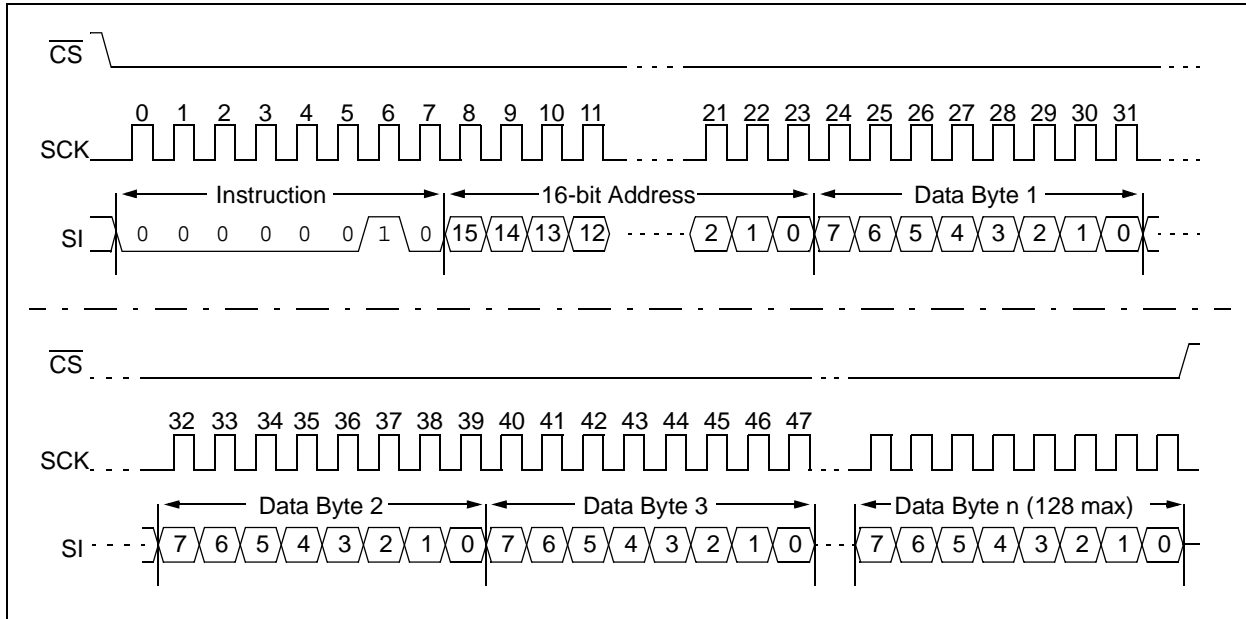 CS
0 1 2 3 4 5 6 7 8 9 10 11 21 22 23 24 25 26 27 28 29 30 31
SCK
Instruction 16-bit Address Data Byte 1
SI 0 0 0 0 0 0 1 0 15 14 13 12 2 1 0 7 6 5 4 3 2 1 0
CS
32 33 34 35 36 37 38 39 40 41 42 43 44 45 46 47
SCK
Data Byte 2 Data Byte 3 Data Byte n (128 max)
SI 7 6 5 4 3 2 1 0 7 6 5 4 3 2 1 0 7 6 5 4 3 2 1 0